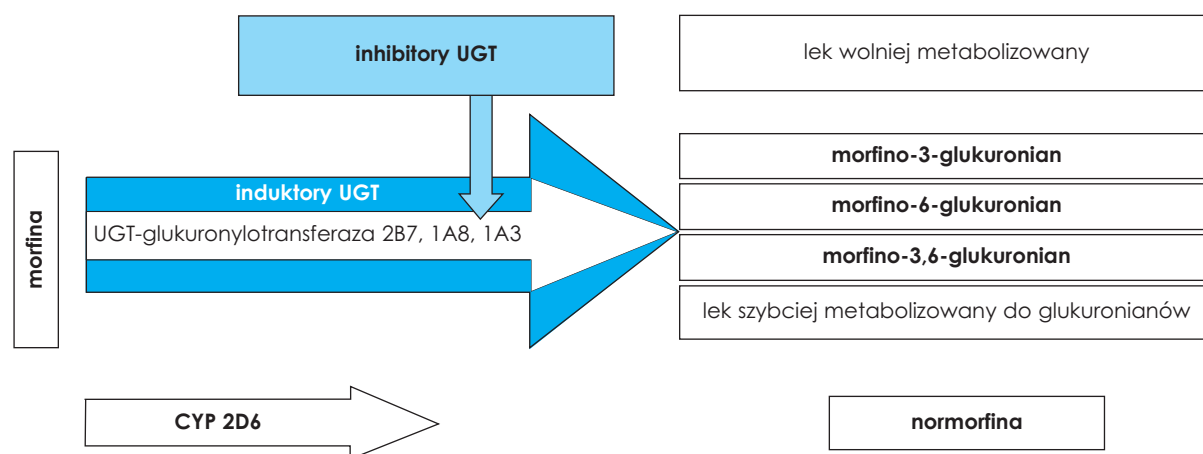 inhibitory UGT
lek wolniej metabolizowany
morfina
induktory UGT
UGT-glukuronylotransferaza 2B7, 1A8, 1A3
morfino-3-glukuronian
morfino-6-glukuronian
morfino-3,6-glukuronian
lek szybciej metabolizowany do glukuronianów
CYP 2D6
normorfina